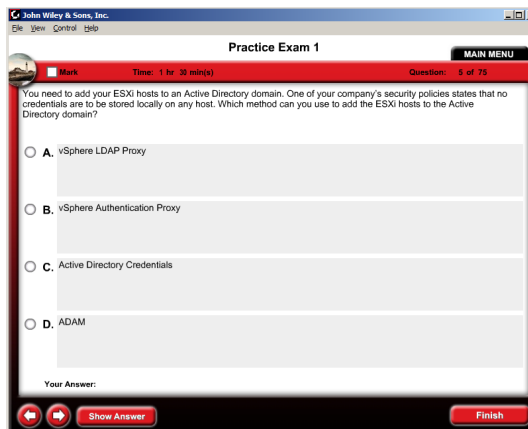 John Wiley & Sons, Inc.
File View Control Help
Practice Exam 1
MAIN MENU
Mark Time: 1 hr 30 min(s) Question: 5 of 75
You need to add your ESXi hosts to an Active Directory domain. One of your company's security policies states that no
credentials are to be stored locally on any host. Which method can you use to add the ESXi hosts to the Active
Directory domain?
A. vSphere LDAP Proxy
B. vSphere Authentication Proxy
C. Active Directory Credentials
D. ADAM
Your Answer:
Show Answer Finish